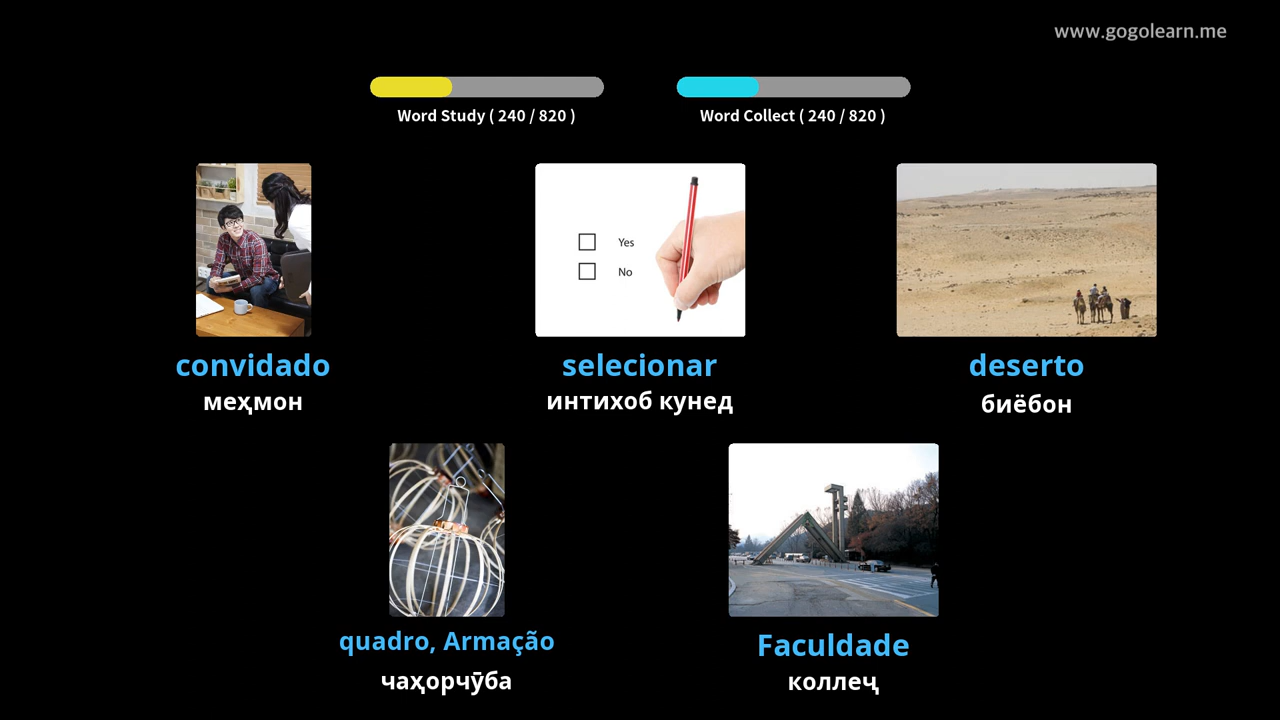 www.gogolearn.me
Word Study ( 240 / 820 )
Word Collect ( 240 / 820 )
Yes
No
convidado
меҳмон
selecionar
интихоб кунед
deserto
биёбон
quadro, Armação
чаҳорчӯба
Faculdade
коллеҷ